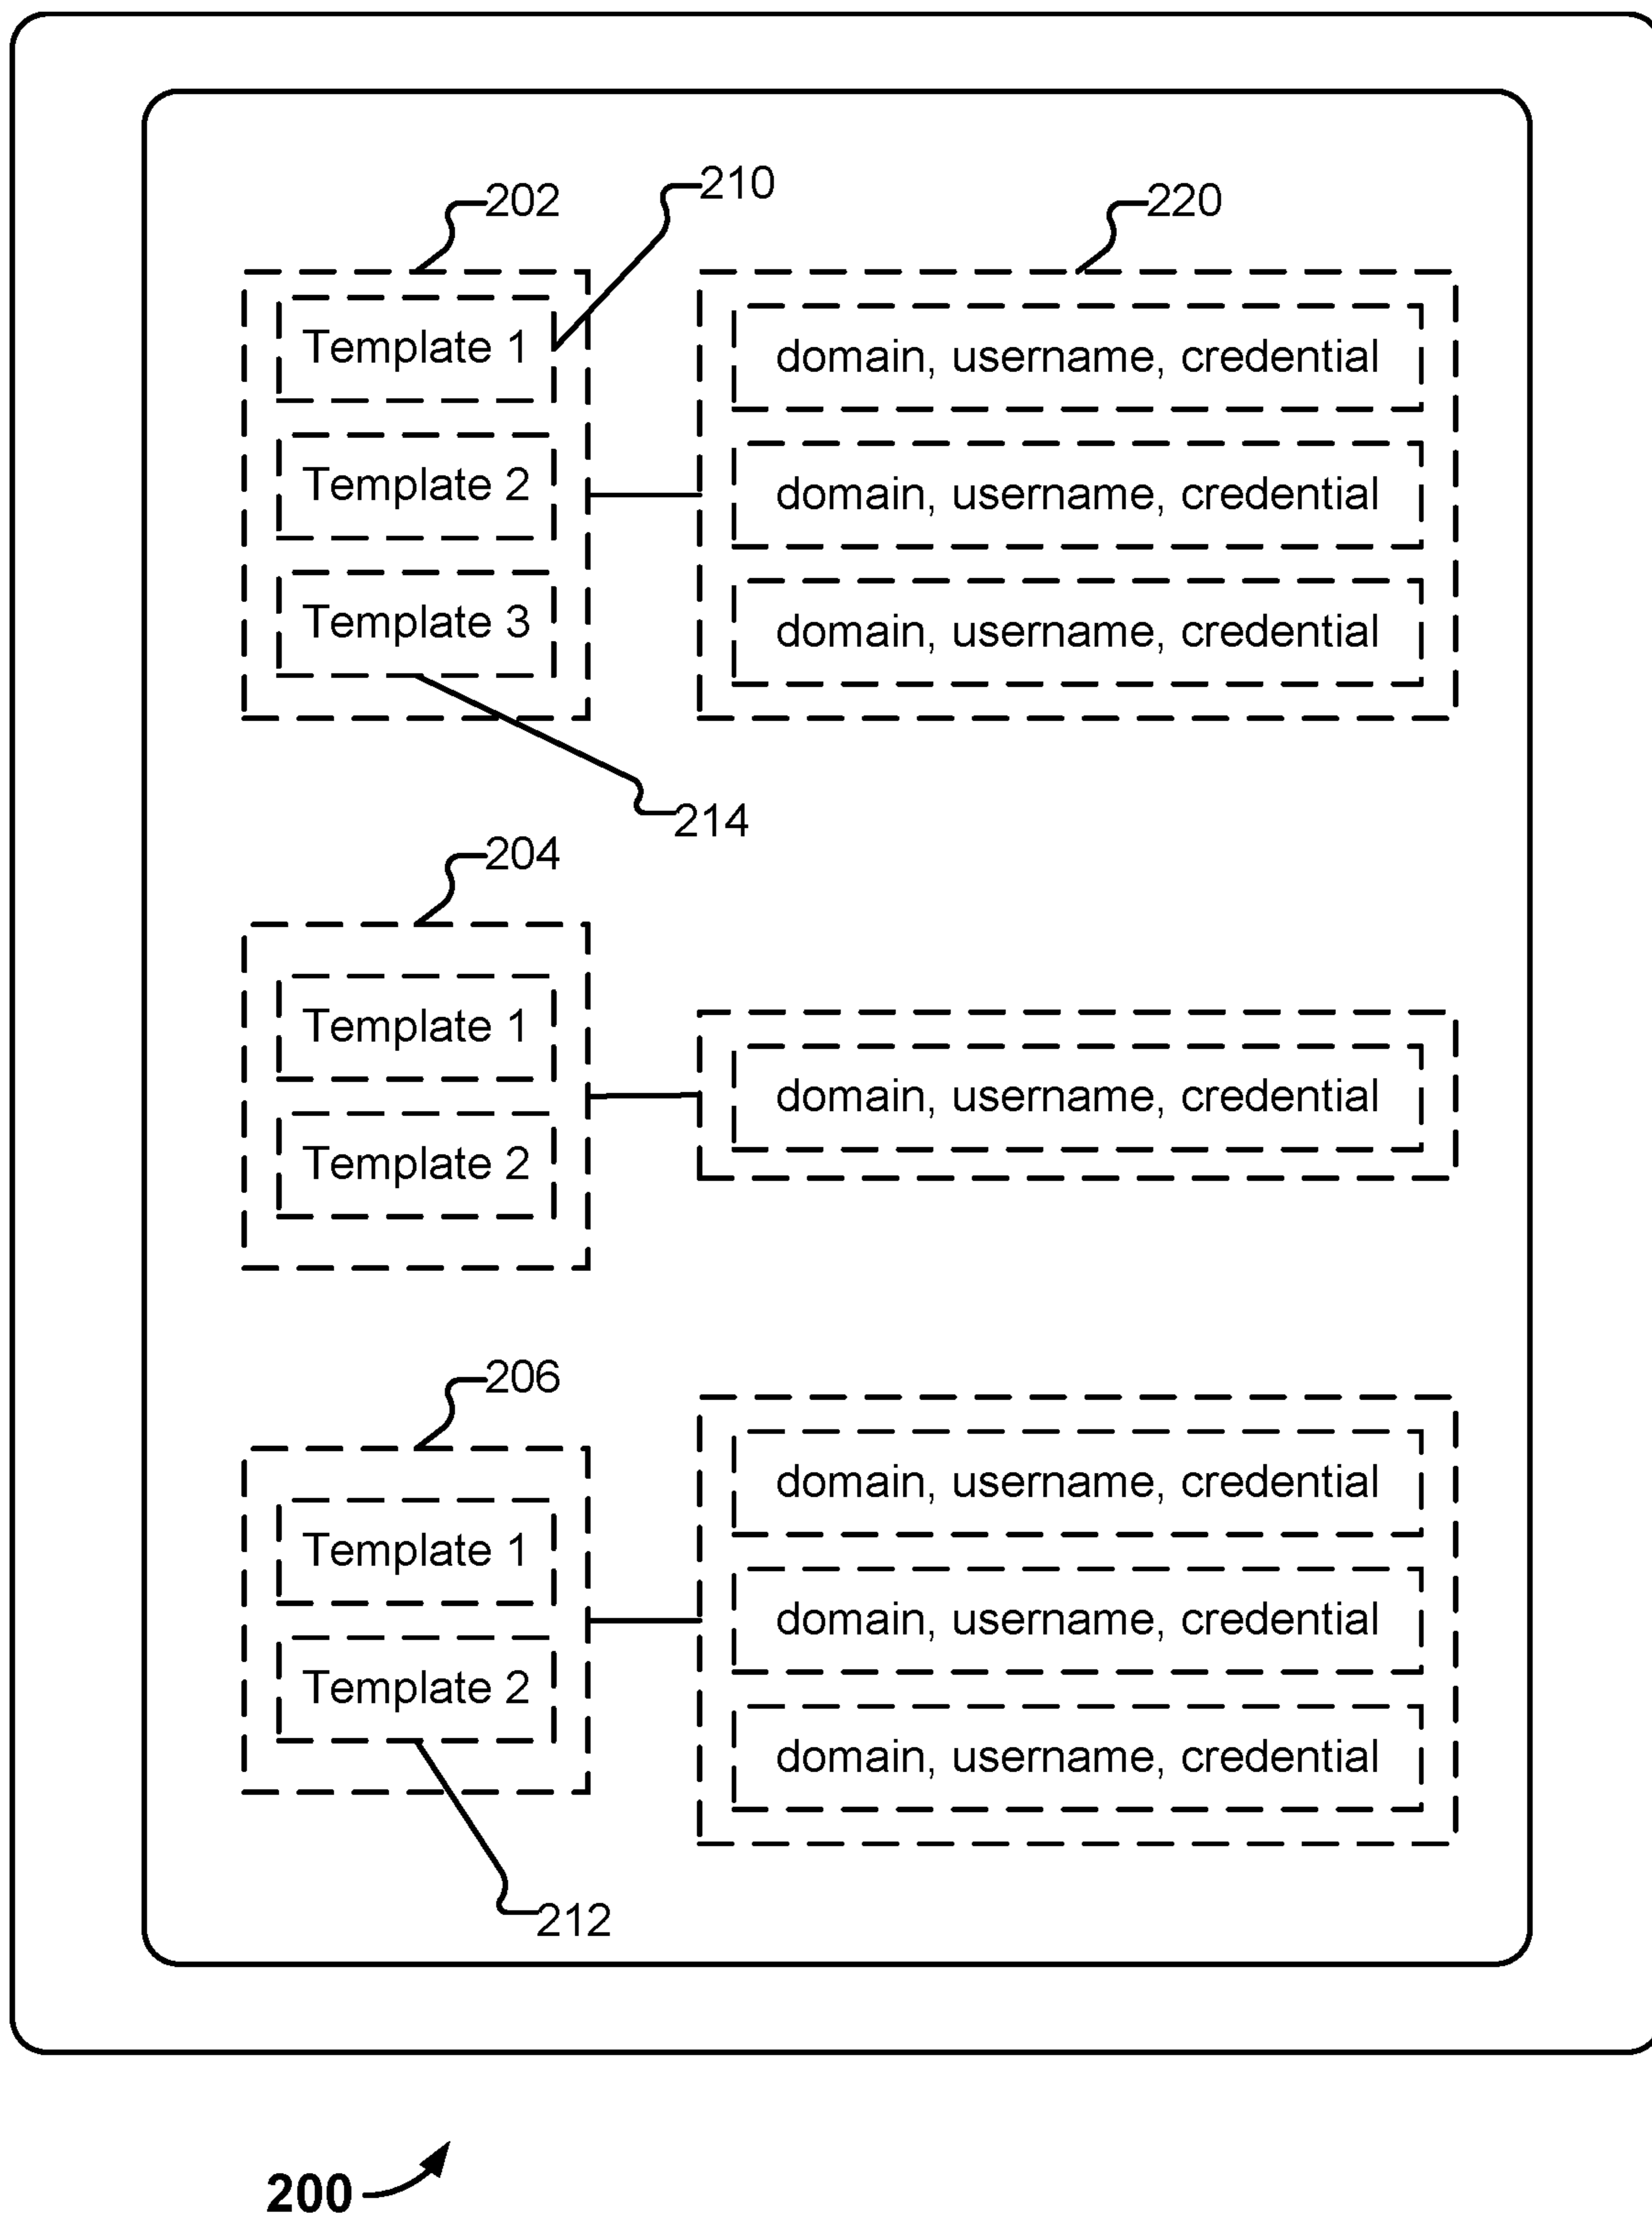 210
202
220
Template 1
domain, username, credential
Template 2
domain, username, credential
Template 3
domain, username, credential
214
204
Template 1
domain, username, credential
Template 2
206
domain, username, credential
Template 1
domain, username, credential
Template 2
domain, username, credential
212
200